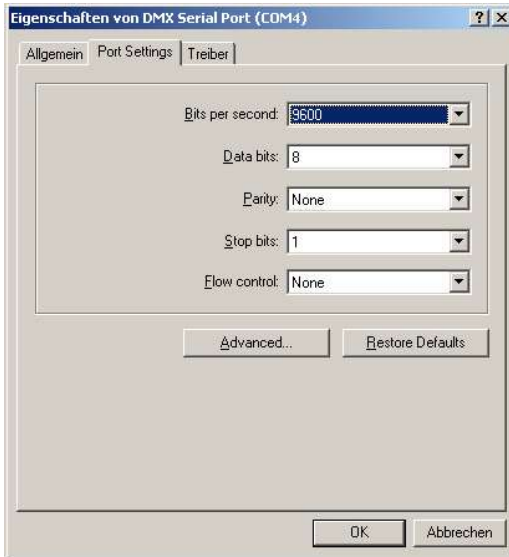 Eigenschaften von DMX Serial Port (COM4)
Allgemein Port Settings Treiber
Bits per second: 9600
Data bits: 8
Parity: None
Stop bits: 1
Flow control: None
Advanced... Restore Defaults
OK Abbrechen